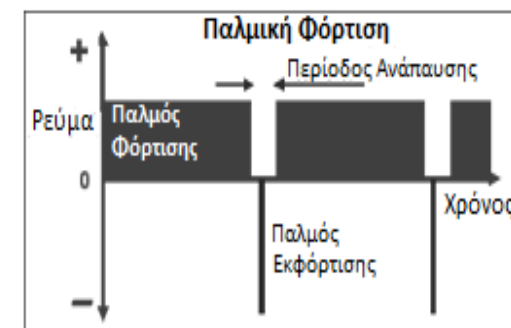 Παλμική Φόρτιση
+
Περίοδος Ανάπαυσης
Ρεύμα
Παλμός
Φόρτισης
0
Χρόνος
Παλμός
Εκφόρτισης
−